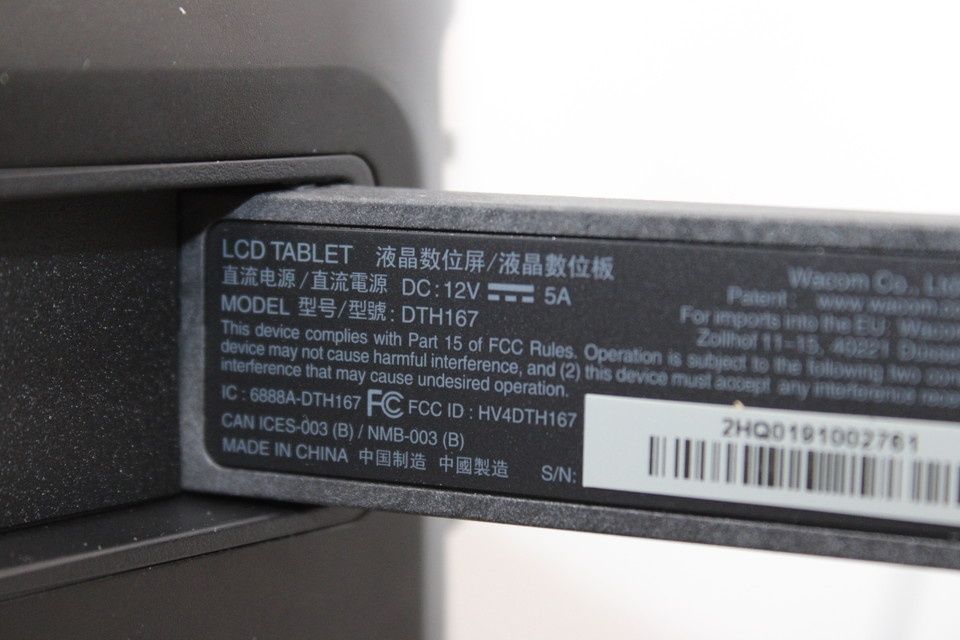 LCD TABLET 液晶数位屏/液晶數位板
直流电源/直流電源 DC:12V 5A
MODEL 型号/型號: DTH167
This device complies with Part 15 of FCC Rules. Operation is subject to the following two
device may not cause harmful interference, and (2) this device must accept any interference
interference that may cause undesired operation.
IC : 6888A-DTH167 FC FCC ID : HV4DTH167
CAN ICES-003 (B) / NMB-003 (B)
MADE IN CHINA 中国制造 中國製造
S/N:
Wacom Co., Ltd
Patent: www.wacom
For imports into the EU: Wacom
Zollhof 11-15, 40221
2HQ0191002761